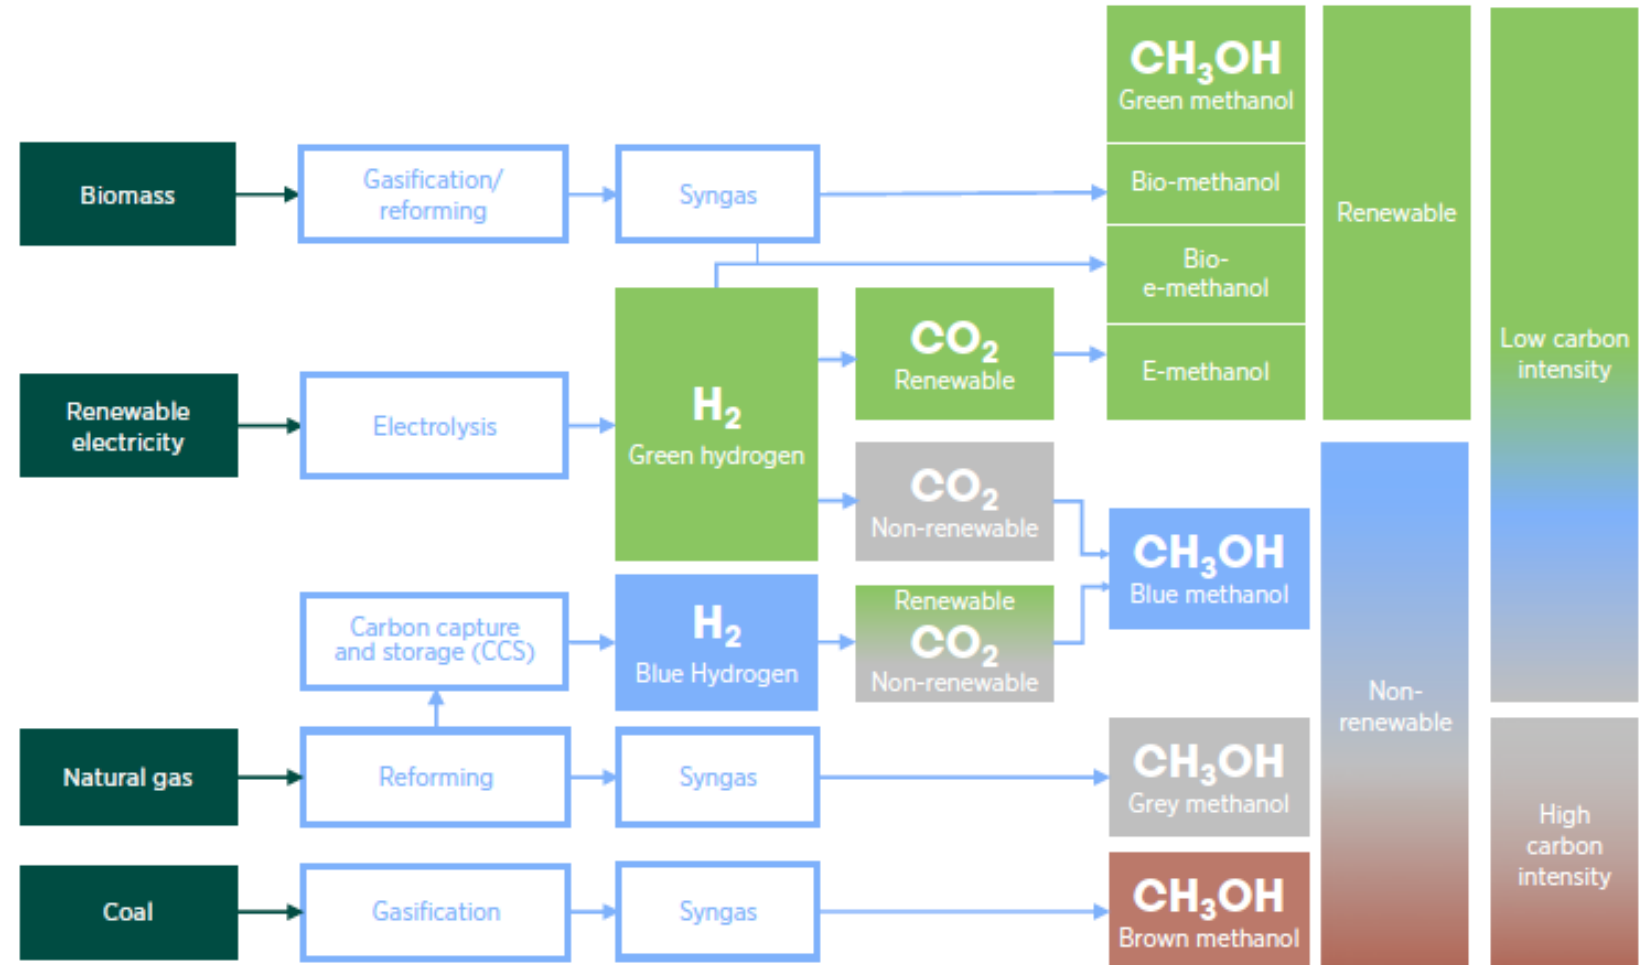 CH₃OH
Green methanol
Biomass
Gasification/
reforming
Syngas
Bio-methanol
Renewable
Bio-
e-methanol
Renewable
electricity
Electrolysis
H₂
Green hydrogen
CO₂
Renewable
E-methanol
Low carbon
intensity
CO₂
Non-renewable
CH₃OH
Blue methanol
Carbon capture
and storage (CCS)
H₂
Blue Hydrogen
Renewable
CO₂
Non-renewable
Non-
renewable
Natural gas
Reforming
Syngas
CH₃OH
Grey methanol
High
carbon
intensity
Coal
Gasification
Syngas
CH₃OH
Brown methanol